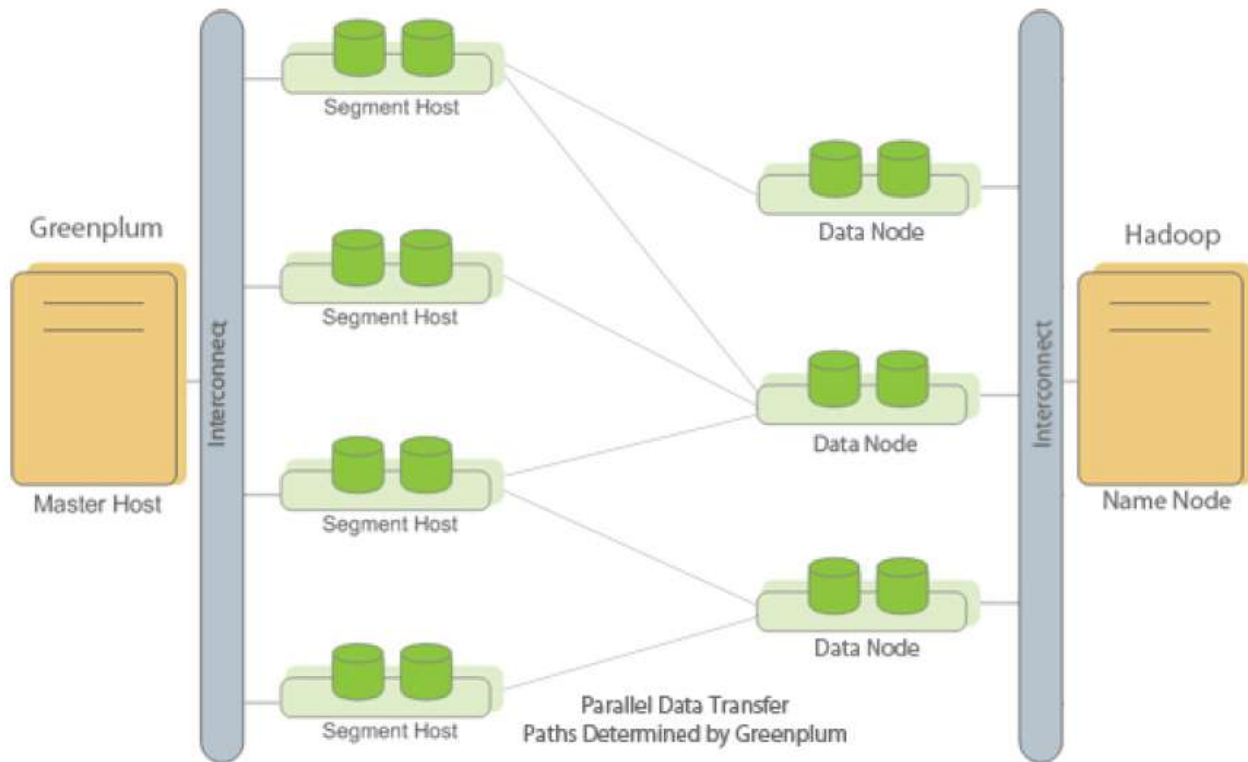 Greenplum
Master Host
Interconnect
Segment Host
Segment Host
Segment Host
Segment Host
Parallel Data Transfer
Paths Determined by Greenplum
Data Node
Data Node
Data Node
Interconnect
Hadoop
Name Node